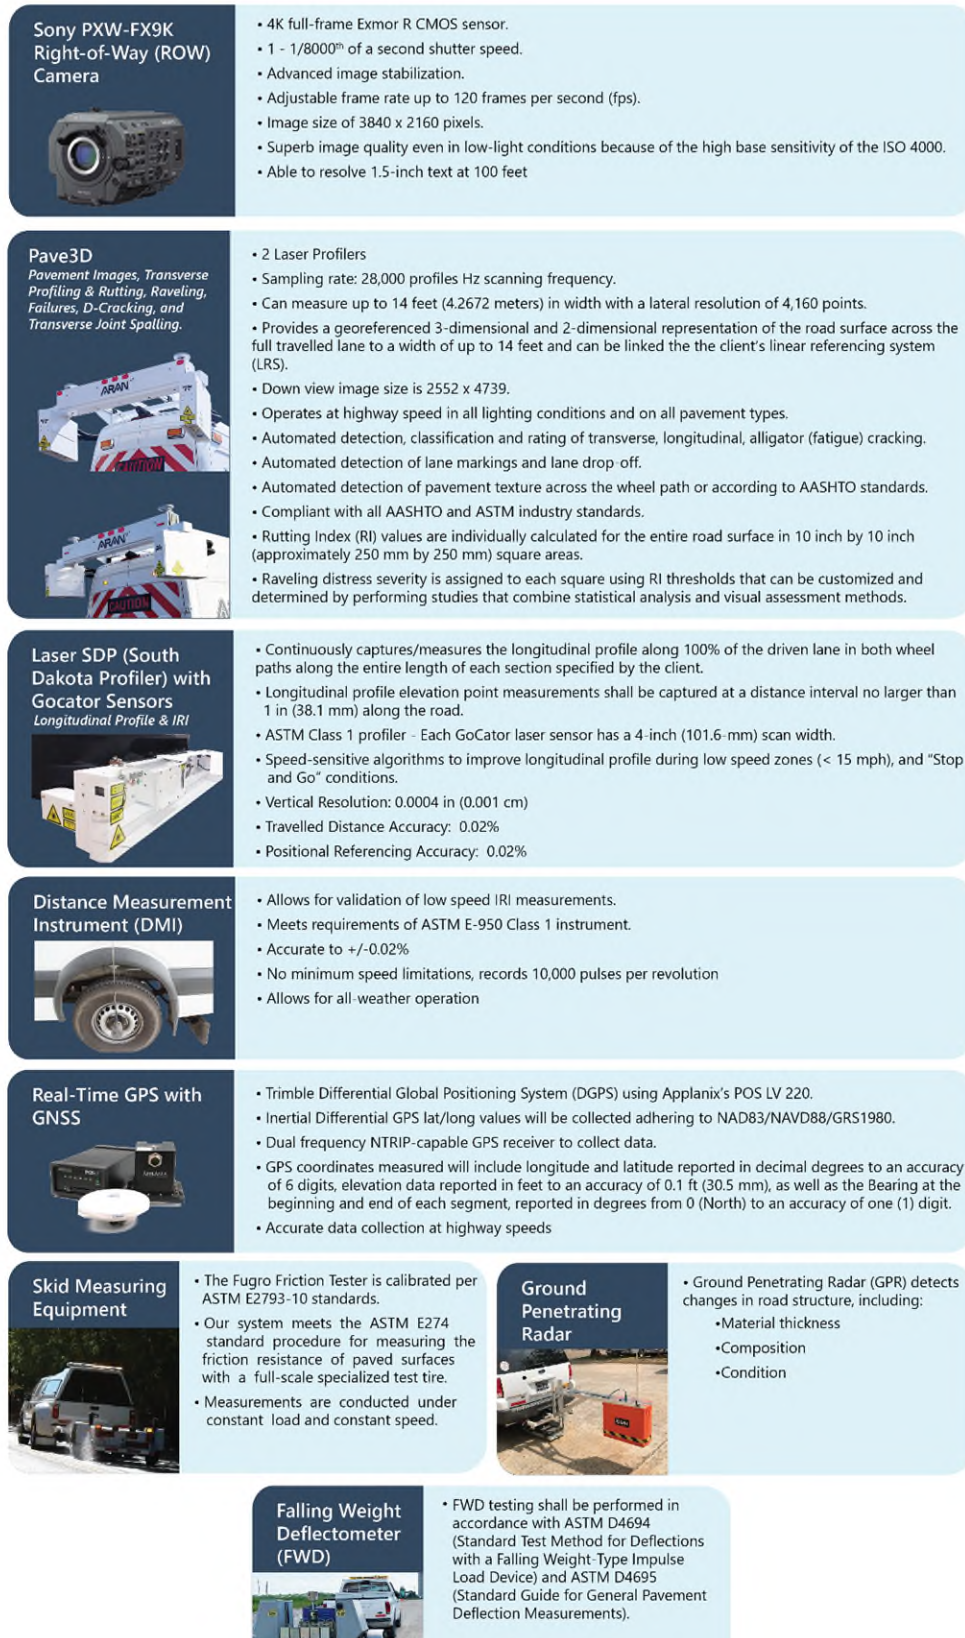 Sony PXW-FX9K
Right-of-Way (ROW)
Camera
• 4K full-frame Exmor R CMOS sensor.
• 1 - 1/8000th of a second shutter speed.
• Advanced image stabilization.
• Adjustable frame rate up to 120 frames per second (fps).
• Image size of 3840 x 2160 pixels.
• Superb image quality even in low-light conditions because of the high base sensitivity of the ISO 4000.
• Able to resolve 1.5-inch text at 100 feet
Pave3D
Pavement Images, Transverse
Profiling & Rutting, Raveling,
Failures, D-Cracking, and
Transverse Joint Spalling.
ARAN
CAUTION
ARAN
CAUTION
• 2 Laser Profilers
• Sampling rate: 28,000 profiles Hz scanning frequency.
• Can measure up to 14 feet (4.2672 meters) in width with a lateral resolution of 4,160 points.
• Provides a georeferenced 3-dimensional and 2-dimensional representation of the road surface across the
full travelled lane to a width of up to 14 feet and can be linked the the client's linear referencing system
(LRS).
• Down view image size is 2552 x 4739.
• Operates at highway speed in all lighting conditions and on all pavement types.
• Automated detection, classification and rating of transverse, longitudinal, alligator (fatigue) cracking.
• Automated detection of lane markings and lane drop-off.
• Automated detection of pavement texture across the wheel path or according to AASHTO standards.
• Compliant with all AASHTO and ASTM industry standards.
• Rutting Index (RI) values are individually calculated for the entire road surface in 10 inch by 10 inch
(approximately 250 mm by 250 mm) square areas.
• Raveling distress severity is assigned to each square using RI thresholds that can be customized and
determined by performing studies that combine statistical analysis and visual assessment methods.
Laser SDP (South
Dakota Profiler) with
Gocator Sensors
Longitudinal Profile & IRI
• Continuously captures/measures the longitudinal profile along 100% of the driven lane in both wheel
paths along the entire length of each section specified by the client.
• Longitudinal profile elevation point measurements shall be captured at a distance interval no larger than
1 in (38.1 mm) along the road.
• ASTM Class 1 profiler - Each GoCator laser sensor has a 4-inch (101.6-mm) scan width.
• Speed-sensitive algorithms to improve longitudinal profile during low speed zones (< 15 mph), and "Stop
and Go" conditions.
• Vertical Resolution: 0.0004 in (0.001 cm)
• Travelled Distance Accuracy: 0.02%
• Positional Referencing Accuracy: 0.02%
Distance Measurement
Instrument (DMI)
• Allows for validation of low speed IRI measurements.
• Meets requirements of ASTM E-950 Class 1 instrument.
• Accurate to +/-0.02%
• No minimum speed limitations, records 10,000 pulses per revolution
• Allows for all-weather operation
Real-Time GPS with
GNSS
• Trimble Differential Global Positioning System (DGPS) using Applanix's POS LV 220.
• Inertial Differential GPS lat/long values will be collected adhering to NAD83/NAVD88/GRS1980.
• Dual frequency NTRIP-capable GPS receiver to collect data.
• GPS coordinates measured will include longitude and latitude reported in decimal degrees to an accuracy
of 6 digits, elevation data reported in feet to an accuracy of 0.1 ft (30.5 mm), as well as the Bearing at the
beginning and end of each segment, reported in degrees from 0 (North) to an accuracy of one (1) digit.
• Accurate data collection at highway speeds
Skid Measuring
Equipment
• The Fugro Friction Tester is calibrated per
ASTM E2793-10 standards.
• Our system meets the ASTM E274
standard procedure for measuring the
friction resistance of paved surfaces
with a full-scale specialized test tire.
• Measurements are conducted under
constant load and constant speed.
Ground
Penetrating
Radar
• Ground Penetrating Radar (GPR) detects
changes in road structure, including:
•Material thickness
•Composition
•Condition
Falling Weight
Deflectometer
(FWD)
• FWD testing shall be performed in
accordance with ASTM D4694
(Standard Test Method for Deflections
with a Falling Weight-Type Impulse
Load Device) and ASTM D4695
(Standard Guide for General Pavement
Deflection Measurements).